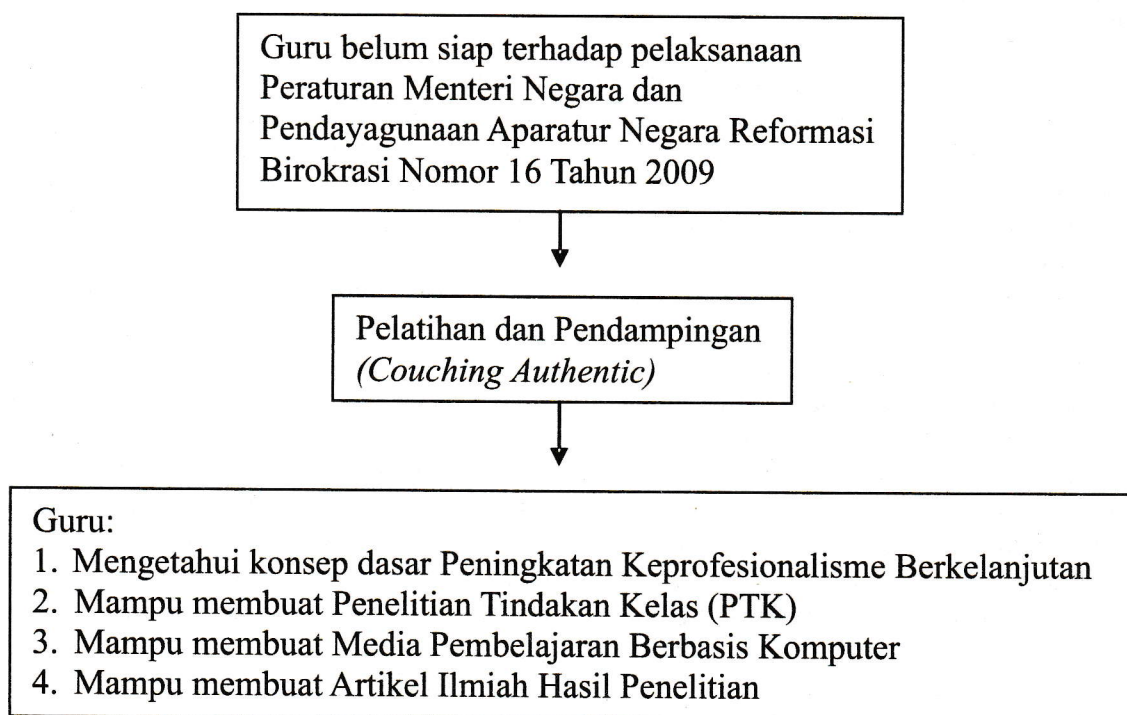 Guru belum siap terhadap pelaksanaan
Peraturan Menteri Negara dan
Pendayagunaan Aparatur Negara Reformasi
Birokrasi Nomor 16 Tahun 2009
Pelatihan dan Pendampingan
(Couching Authentic)
Guru:
1. Mengetahui konsep dasar Peningkatan Keprofesionalisme Berkelanjutan
2. Mampu membuat Penelitian Tindakan Kelas (PTK)
3. Mampu membuat Media Pembelajaran Berbasis Komputer
4. Mampu membuat Artikel Ilmiah Hasil Penelitian